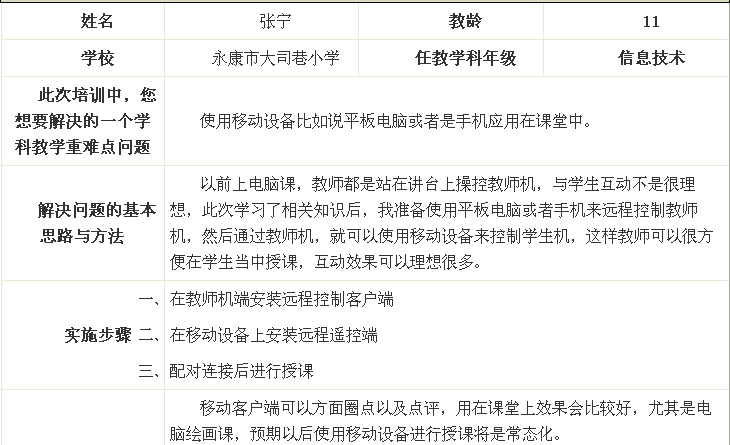 姓名 张宁 教龄 11
学校 永康市大司巷小学 任教学科年级 信息技术
此次培训中，您
想要解决的一个学
科教学重难点问题
使用移动设备比如说平板电脑或者是手机应用在课堂中。
解决问题的基本
思路与方法
以前上电脑课，教师都是站在讲台上操控教师机，与学生互动不是很理
想，此次学习了相关知识后，我准备使用平板电脑或者手机来远程控制教师
机，然后通过教师机，就可以使用移动设备来控制学生机，这样教师可以很方
便在学生当中授课，互动效果可以理想很多。
实施步骤
一、在教师机端安装远程控制客户端
二、在移动设备上安装远程遥控端
三、配对连接后进行授课
移动客户端可以方面圈点以及点评，用在课堂上效果会比较好，尤其是电
脑绘画课，预期以后使用移动设备进行授课将是常态化。